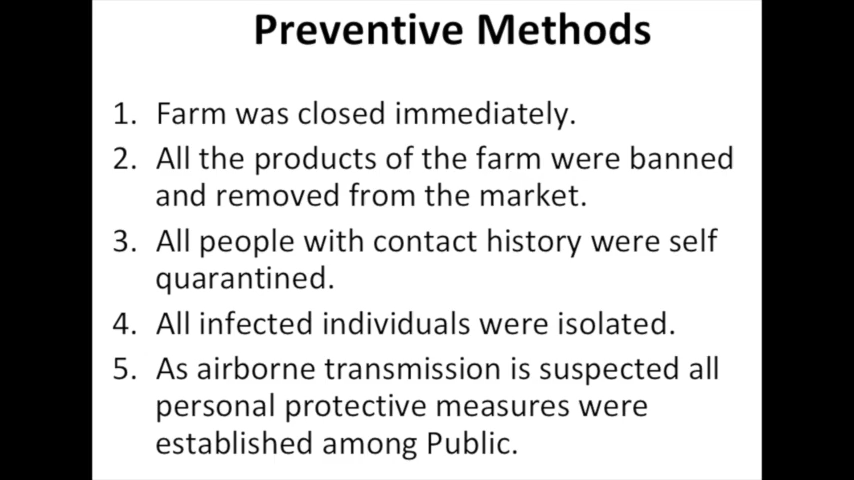 Preventive Methods
1. Farm was closed immediately.
2. All the products of the farm were banned
and removed from the market.
3. All people with contact history were self
quarantined.
4. All infected individuals were isolated.
5. As airborne transmission is suspected all
personal protective measures were
established among Public.